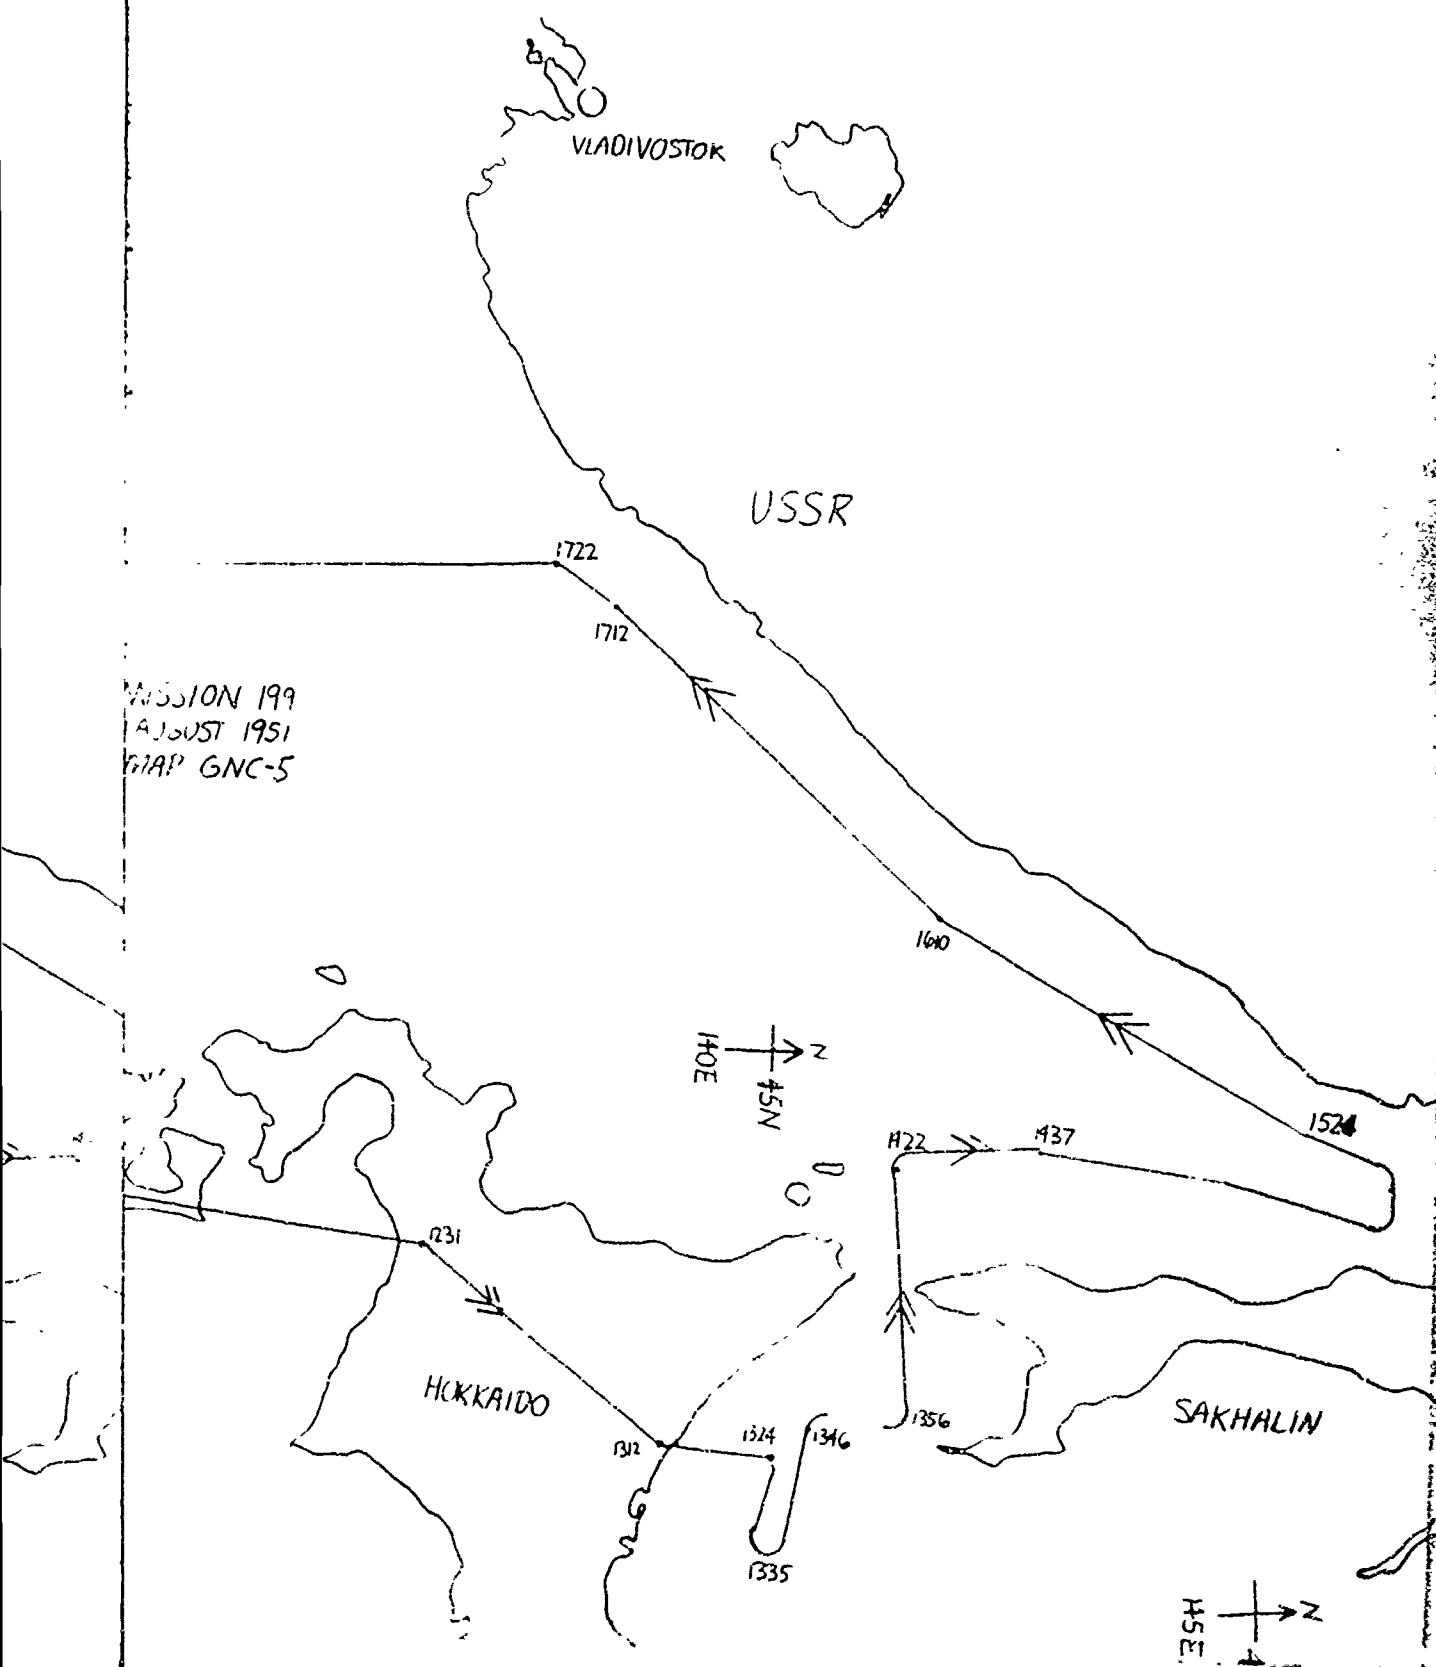 VLADIVOSTOK
USSR
1722
1712
MISSION 199
AUGUST 1951
MAP GNC-5
1610
N
140E
45N
1524
1422
1437
1231
HOKKAIDO
1356
SAKHALIN
1312
1324
1346
1335
N
145E